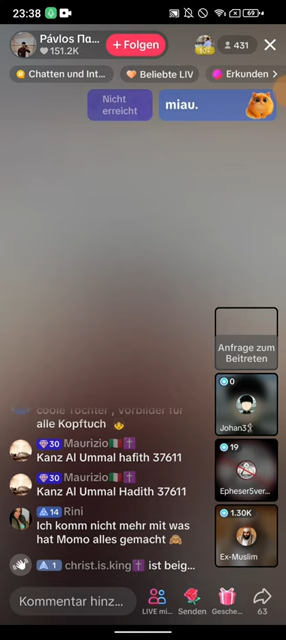 23:38
69
Pávlos Πα...
151.2K
+ Folgen
431
Chatten und Int...
Beliebte LIV
Erkunden >
Nicht
erreicht
miau.
Anfrage zum
Beitreten
0
Johan3
19
Epheser5ver...
1.30K
Ex-Muslim
coole Töchter , Vorbilder für
alle Kopftuch
30 Maurizio
Kanz Al Ummal hafith 37611
30 Maurizio
Kanz Al Ummal Hadith 37611
14 Rini
Ich komm nicht mehr mit was
hat Momo alles gemacht
1 christ.is.king ist beig...
Kommentar hinz...
LIVE mi...
Senden
Gesche...
63